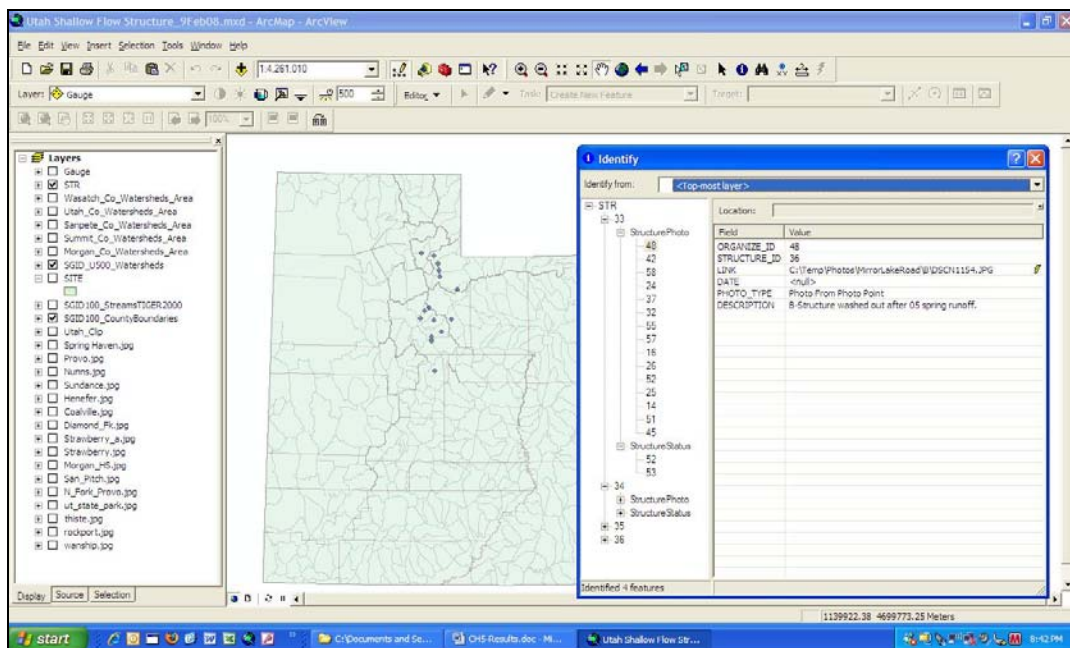 Utah Shallow Flow Structure_9Feb08.mxd - ArcMap - ArcView
File Edit View Insert Selection Tools Window Help
1:4,261,010
Layer: Gauge 500 Editor Task: Create New Feature Target:
100%
Layers
Gauge
STR
Wasatch_Co_Watersheds_Area
Utah_Co_Watersheds_Area
Sanpete_Co_Watersheds_Area
Summit_Co_Watersheds_Area
Morgan_Co_Watersheds_Area
SGID_U500_Watersheds
SITE
SGID100_StreamsTIGER2000
SGID100_CountyBoundaries
Utah_Clip
Spring Haven.jpg
Provo.jpg
Nunns.jpg
Sundance.jpg
Henefer.jpg
Coalville.jpg
Diamond_Fk.jpg
Strawberry_a.jpg
Strawberry.jpg
Morgan_HS.jpg
San_Pitch.jpg
N_Fork_Provo.jpg
ut_state_park.jpg
thistle.jpg
rockport.jpg
wanship.jpg
Display Source Selection
Identify
Identify from: <Top-most layer>
STR
33
StructurePhoto
48
42
58
24
37
32
55
57
16
26
52
25
14
51
45
StructureStatus
52
53
34
StructurePhoto
StructureStatus
35
36
Location:
Field Value
ORGANIZE_ID 48
STRUCTURE_ID 36
LINK C:\Temp\Photos\MirrorLakeRoad\B\DSCN1154.JPG
DATE <null>
PHOTO_TYPE Photo From Photo Point
DESCRIPTION B-Structure washed out after 05 spring runoff.
Identified 4 features
1139922.38 4699773.25 Meters
start C:\Documents and Se... CH5-Results.doc - Mi... Utah Shallow Flow Str... 8:42 PM